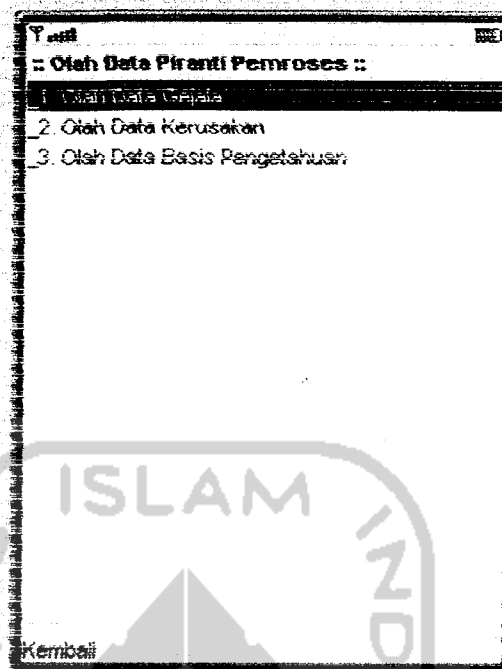 :: Olah Data Piranti Pemroses ::
1. Olah Data Gejala
2. Olah Data Kerusakan
3. Olah Data Basis Pengetahuan
ISLAM
IND
Kembali